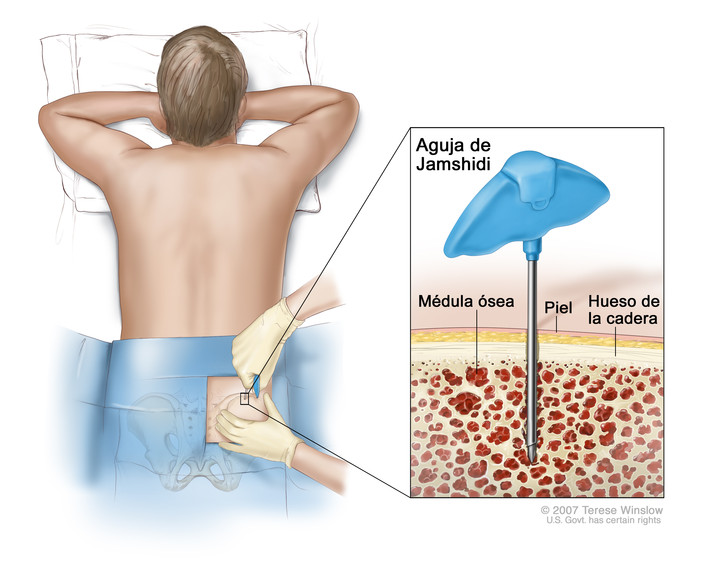 Aguja de
Jamshidi
Médula ósea
Piel
Hueso de
la cadera
© 2007 Terese Winslow
U.S. Govt. has certain rights